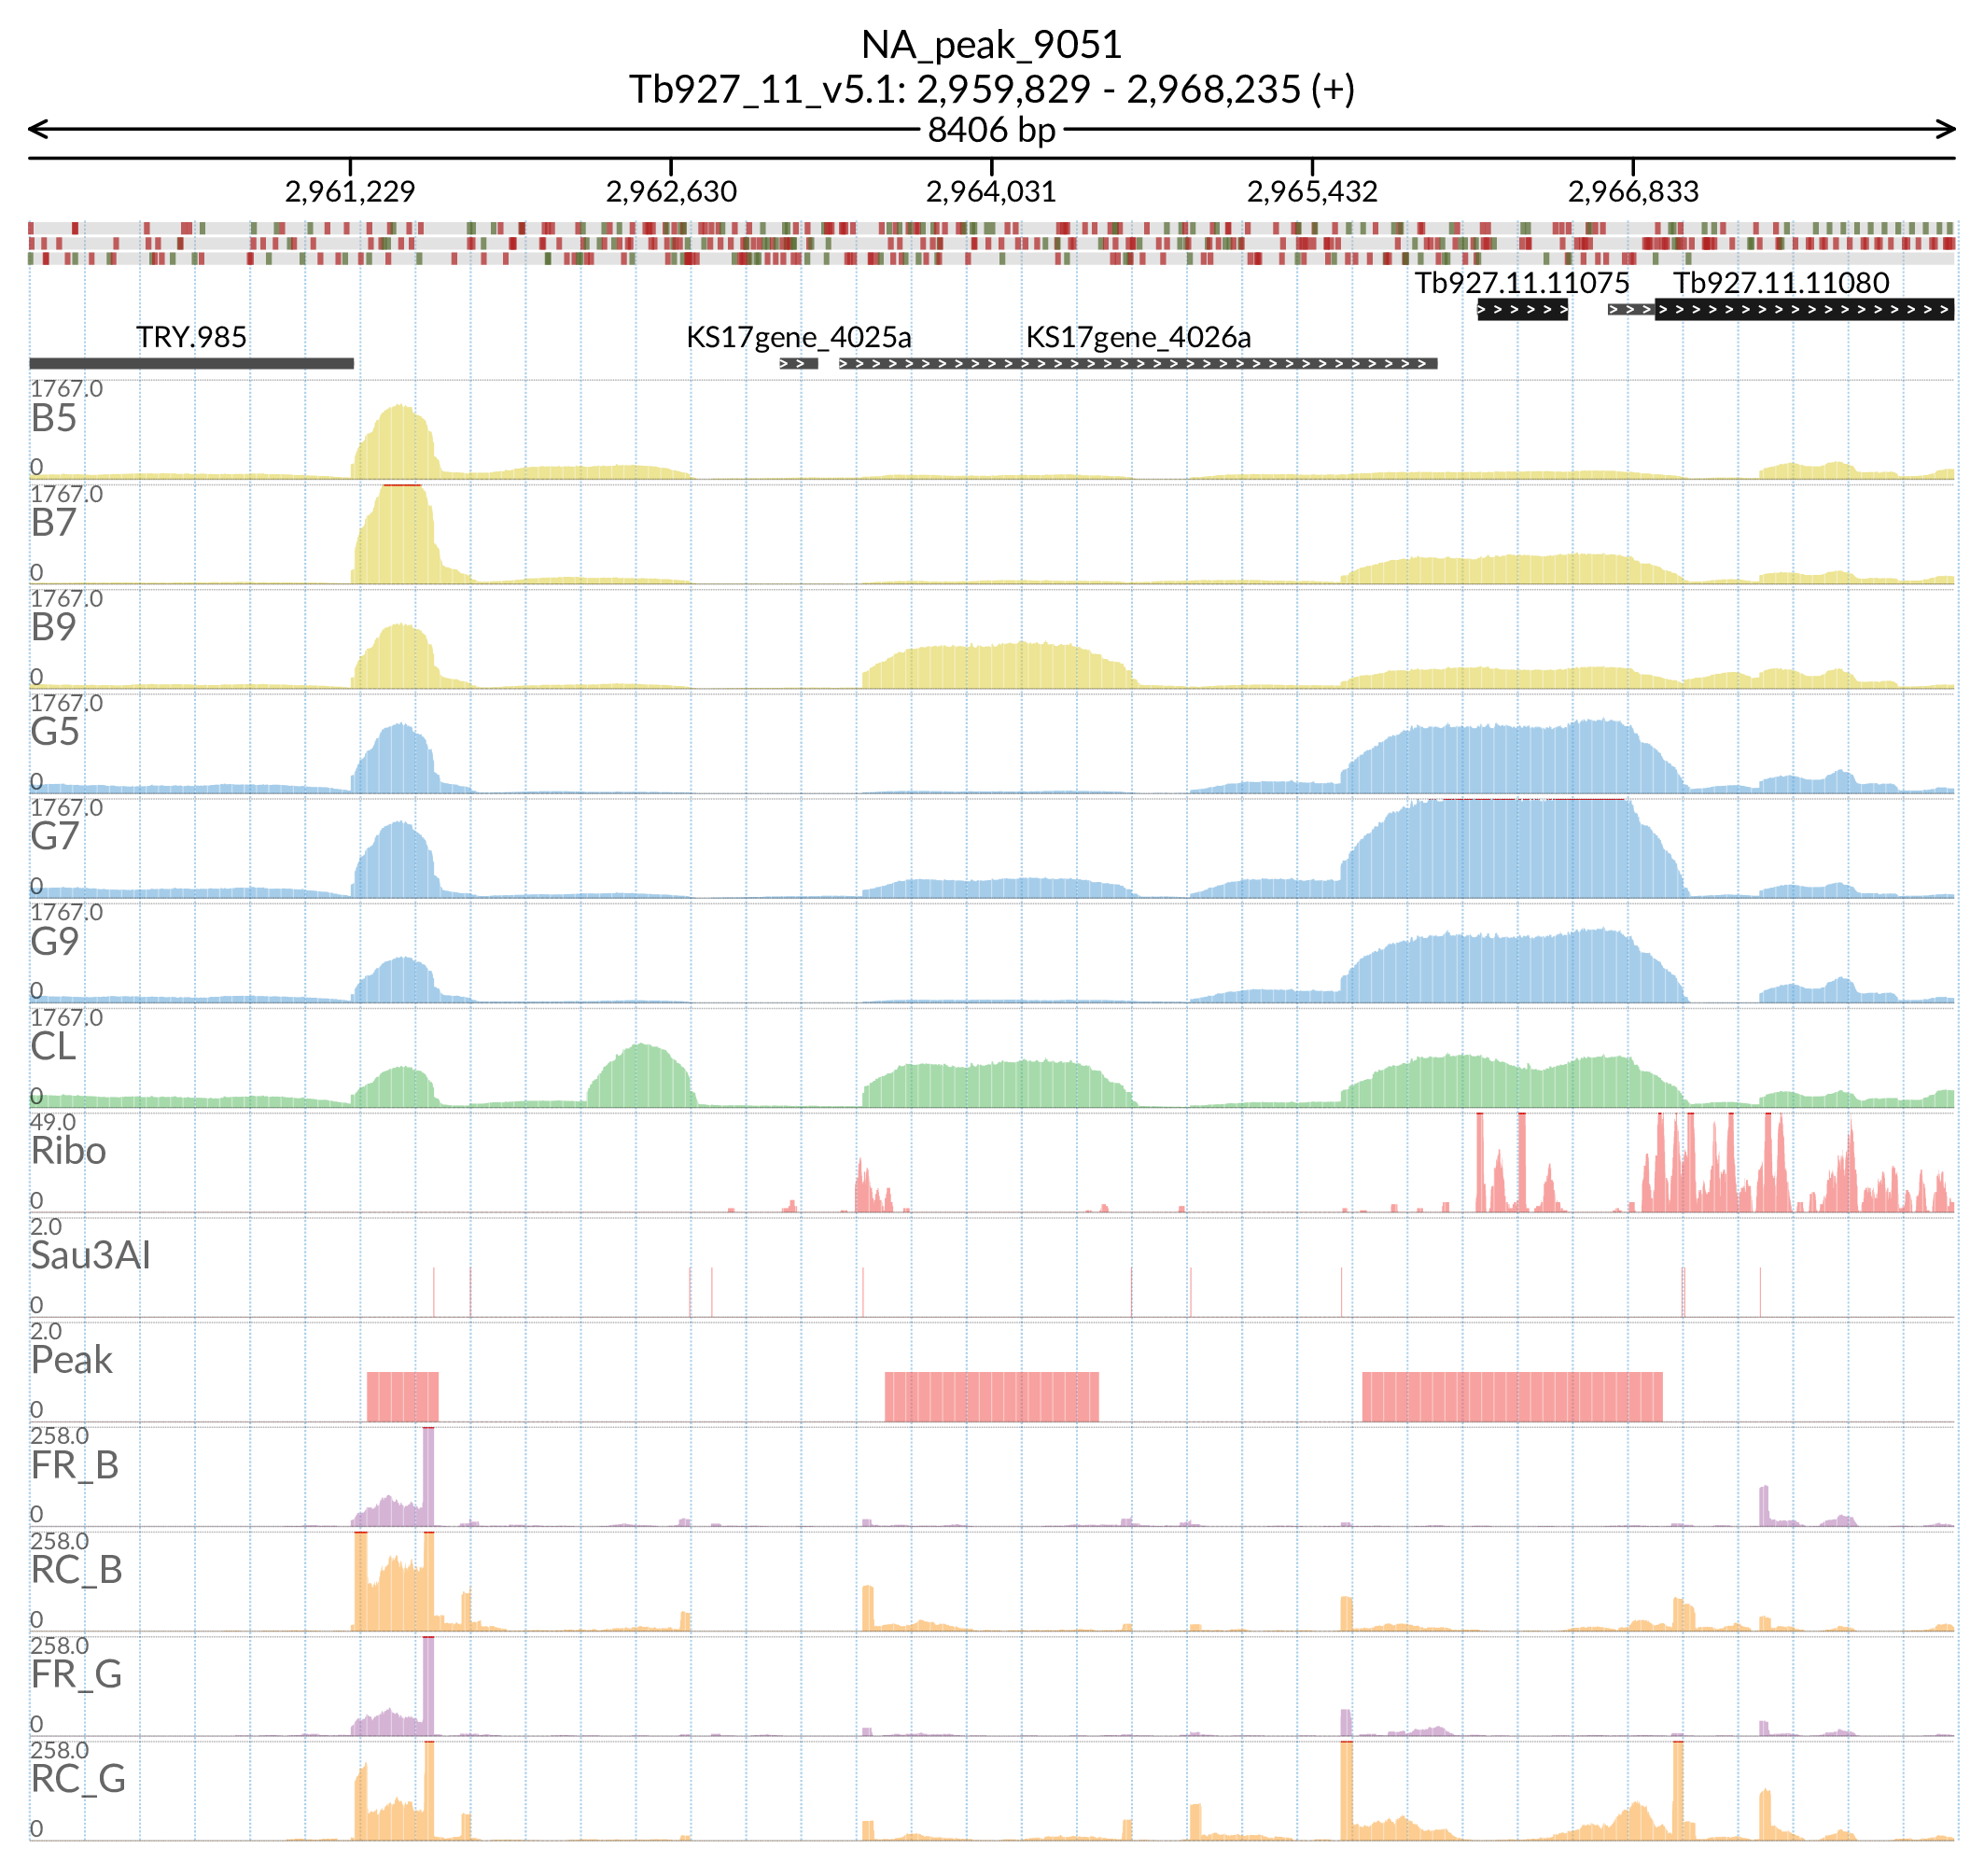 NA_peak_9051
Tb927_11_v5.1: 2,959,829 - 2,968,235 (+)
8406 bp
2,961,229 2,962,630 2,964,031 2,965,432 2,966,833
Tb927.11.11075 Tb927.11.11080
TRY.985 KS17gene_4025a KS17gene_4026a
1767.0
B5
0
1767.0
B7
0
1767.0
B9
0
1767.0
G5
0
1767.0
G7
0
1767.0
G9
0
1767.0
CL
0
49.0
Ribo
0
2.0
Sau3AI
0
2.0
Peak
0
258.0
FR_B
0
258.0
RC_B
0
258.0
FR_G
0
258.0
RC_G
0